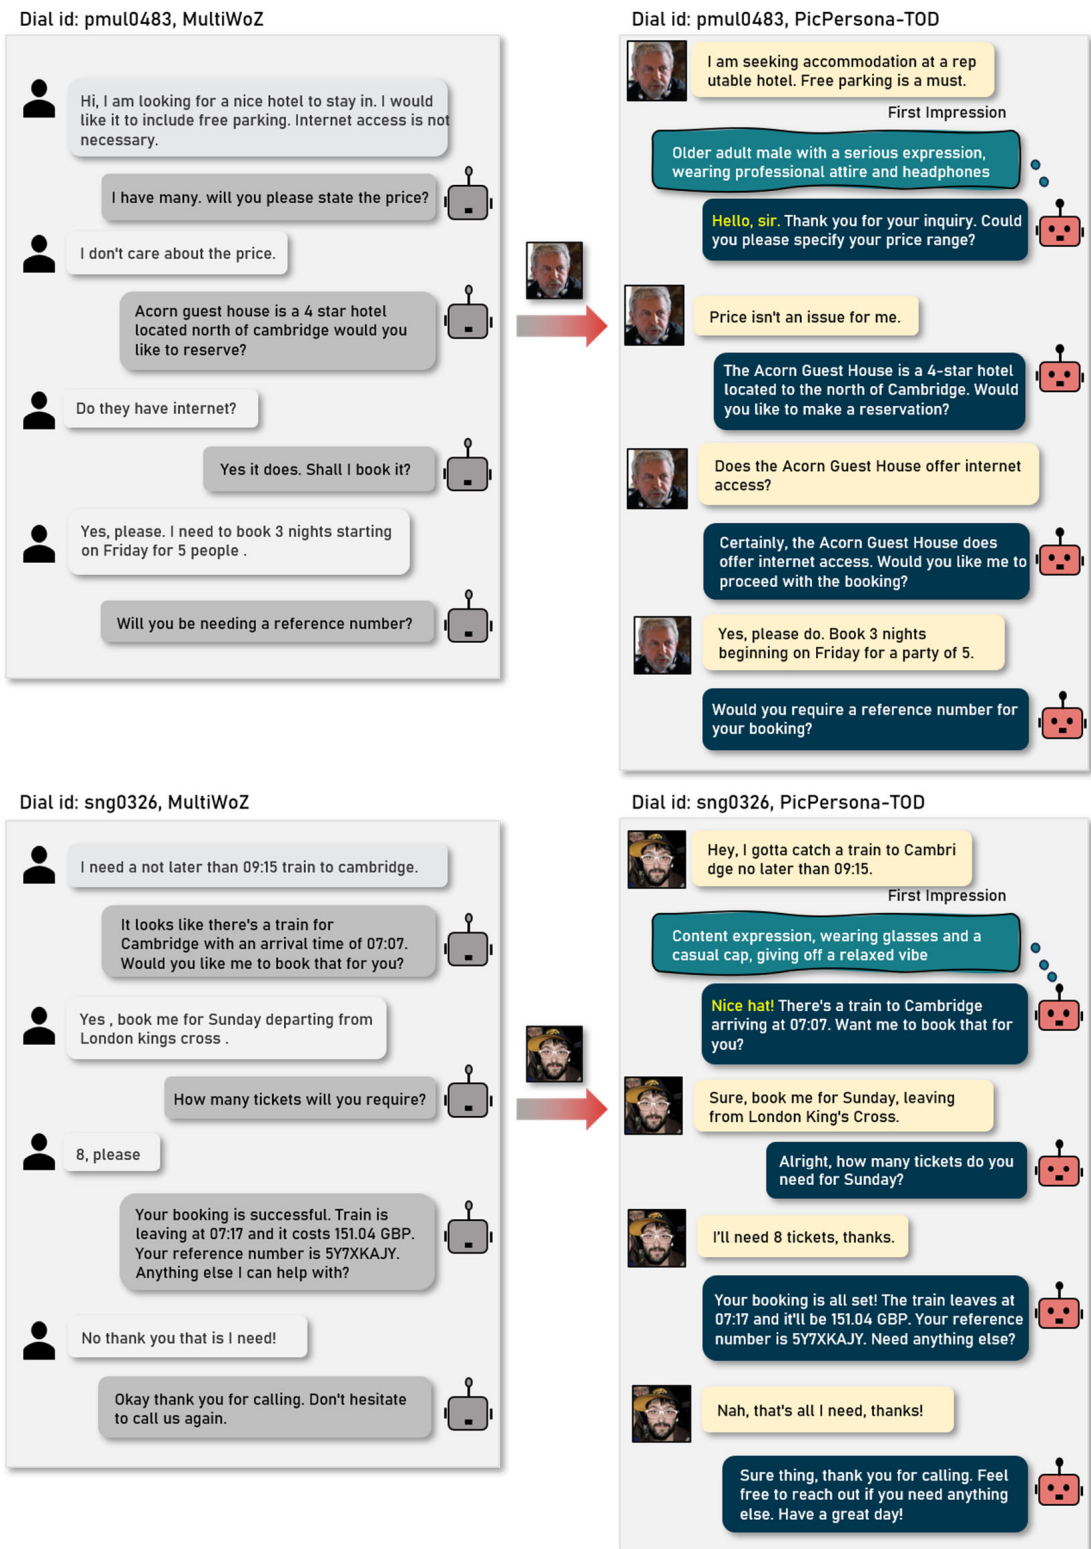 Dial id: pmul0483, MultiWoZ
Hi, I am looking for a nice hotel to stay in. I would
like it to include free parking. Internet access is not
necessary.
I have many. will you please state the price?
I don't care about the price.
Acorn guest house is a 4 star hotel
located north of cambridge would you
like to reserve?
Do they have internet?
Yes it does. Shall I book it?
Yes, please. I need to book 3 nights starting
on Friday for 5 people .
Will you be needing a reference number?
Dial id: pmul0483, PicPersona-TOD
I am seeking accommodation at a rep
utable hotel. Free parking is a must.
First Impression
Older adult male with a serious expression,
wearing professional attire and headphones
Hello, sir. Thank you for your inquiry. Could
you please specify your price range?
Price isn't an issue for me.
The Acorn Guest House is a 4-star hotel
located to the north of Cambridge. Would
you like to make a reservation?
Does the Acorn Guest House offer internet
access?
Certainly, the Acorn Guest House does
offer internet access. Would you like me to
proceed with the booking?
Yes, please do. Book 3 nights
beginning on Friday for a party of 5.
Would you require a reference number for
your booking?
Dial id: sng0326, MultiWoZ
I need a not later than 09:15 train to cambridge.
It looks like there's a train for
Cambridge with an arrival time of 07:07.
Would you like me to book that for you?
Yes , book me for Sunday departing from
London kings cross .
How many tickets will you require?
8, please
Your booking is successful. Train is
leaving at 07:17 and it costs 151.04 GBP.
Your reference number is 5Y7XKAJY.
Anything else I can help with?
No thank you that is I need!
Okay thank you for calling. Don't hesitate
to call us again.
Dial id: sng0326, PicPersona-TOD
Hey, I gotta catch a train to Cambri
dge no later than 09:15.
First Impression
Content expression, wearing glasses and a
casual cap, giving off a relaxed vibe
Nice hat! There's a train to Cambridge
arriving at 07:07. Want me to book that for
you?
Sure, book me for Sunday, leaving
from London King's Cross.
Alright, how many tickets do you
need for Sunday?
I'll need 8 tickets, thanks.
Your booking is all set! The train leaves at
07:17 and it'll be 151.04 GBP. Your reference
number is 5Y7XKAJY. Need anything else?
Nah, that's all I need, thanks!
Sure thing, thank you for calling. Feel
free to reach out if you need anything
else. Have a great day!